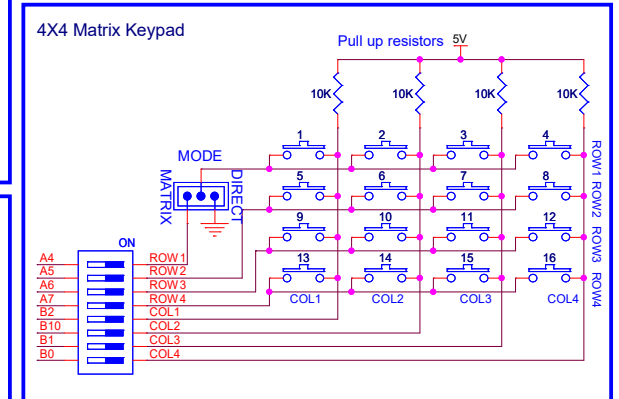 4X4 Matrix Keypad
Pull up resistors 5V
10K 10K 10K 10K
1 2 3 4
MODE
MATRIX
DIRECT
ROW1
5 6 7 8
ROW2
9 10 11 12
ROW3
13 14 15 16
ROW4
COL1 COL2 COL3 COL4
ON
A4 ROW1
A5 ROW2
A6 ROW3
A7 ROW4
B2 COL1
B10 COL2
B1 COL3
B0 COL4